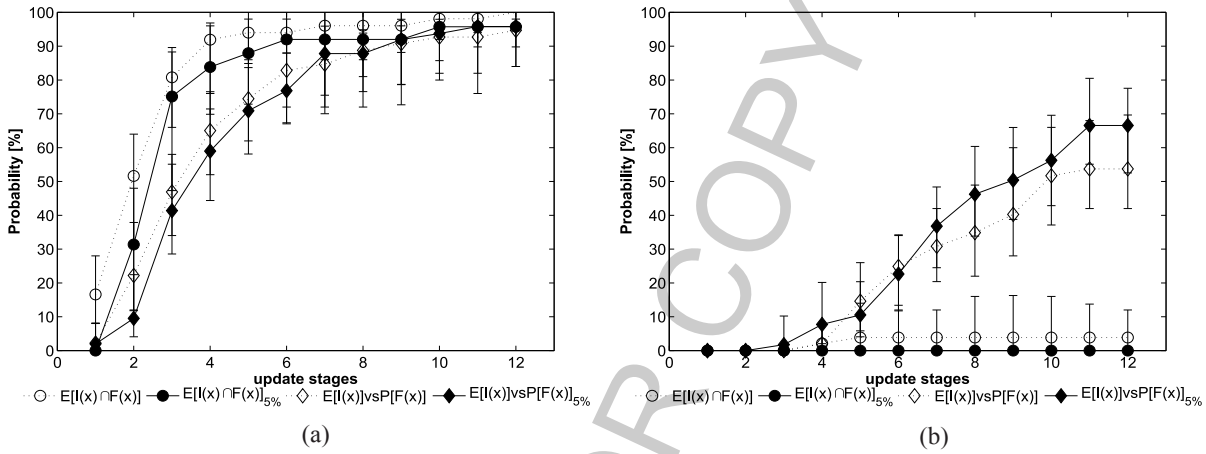 100
90
80
70
60
50
40
30
20
10
0
Probability [%]
0 2 4 6 8 10 12
update stages
E[I(x)∩F(x)] E[I(x)∩F(x)]5% E[I(x)]vsP[F(x)] E[I(x)]vsP[F(x)]5%
(a)
100
90
80
70
60
50
40
30
20
10
0
Probability [%]
0 2 4 6 8 10 12
update stages
E[I(x)∩F(x)] E[I(x)∩F(x)]5% E[I(x)]vsP[F(x)] E[I(x)]vsP[F(x)]5%
(b)
R COPY